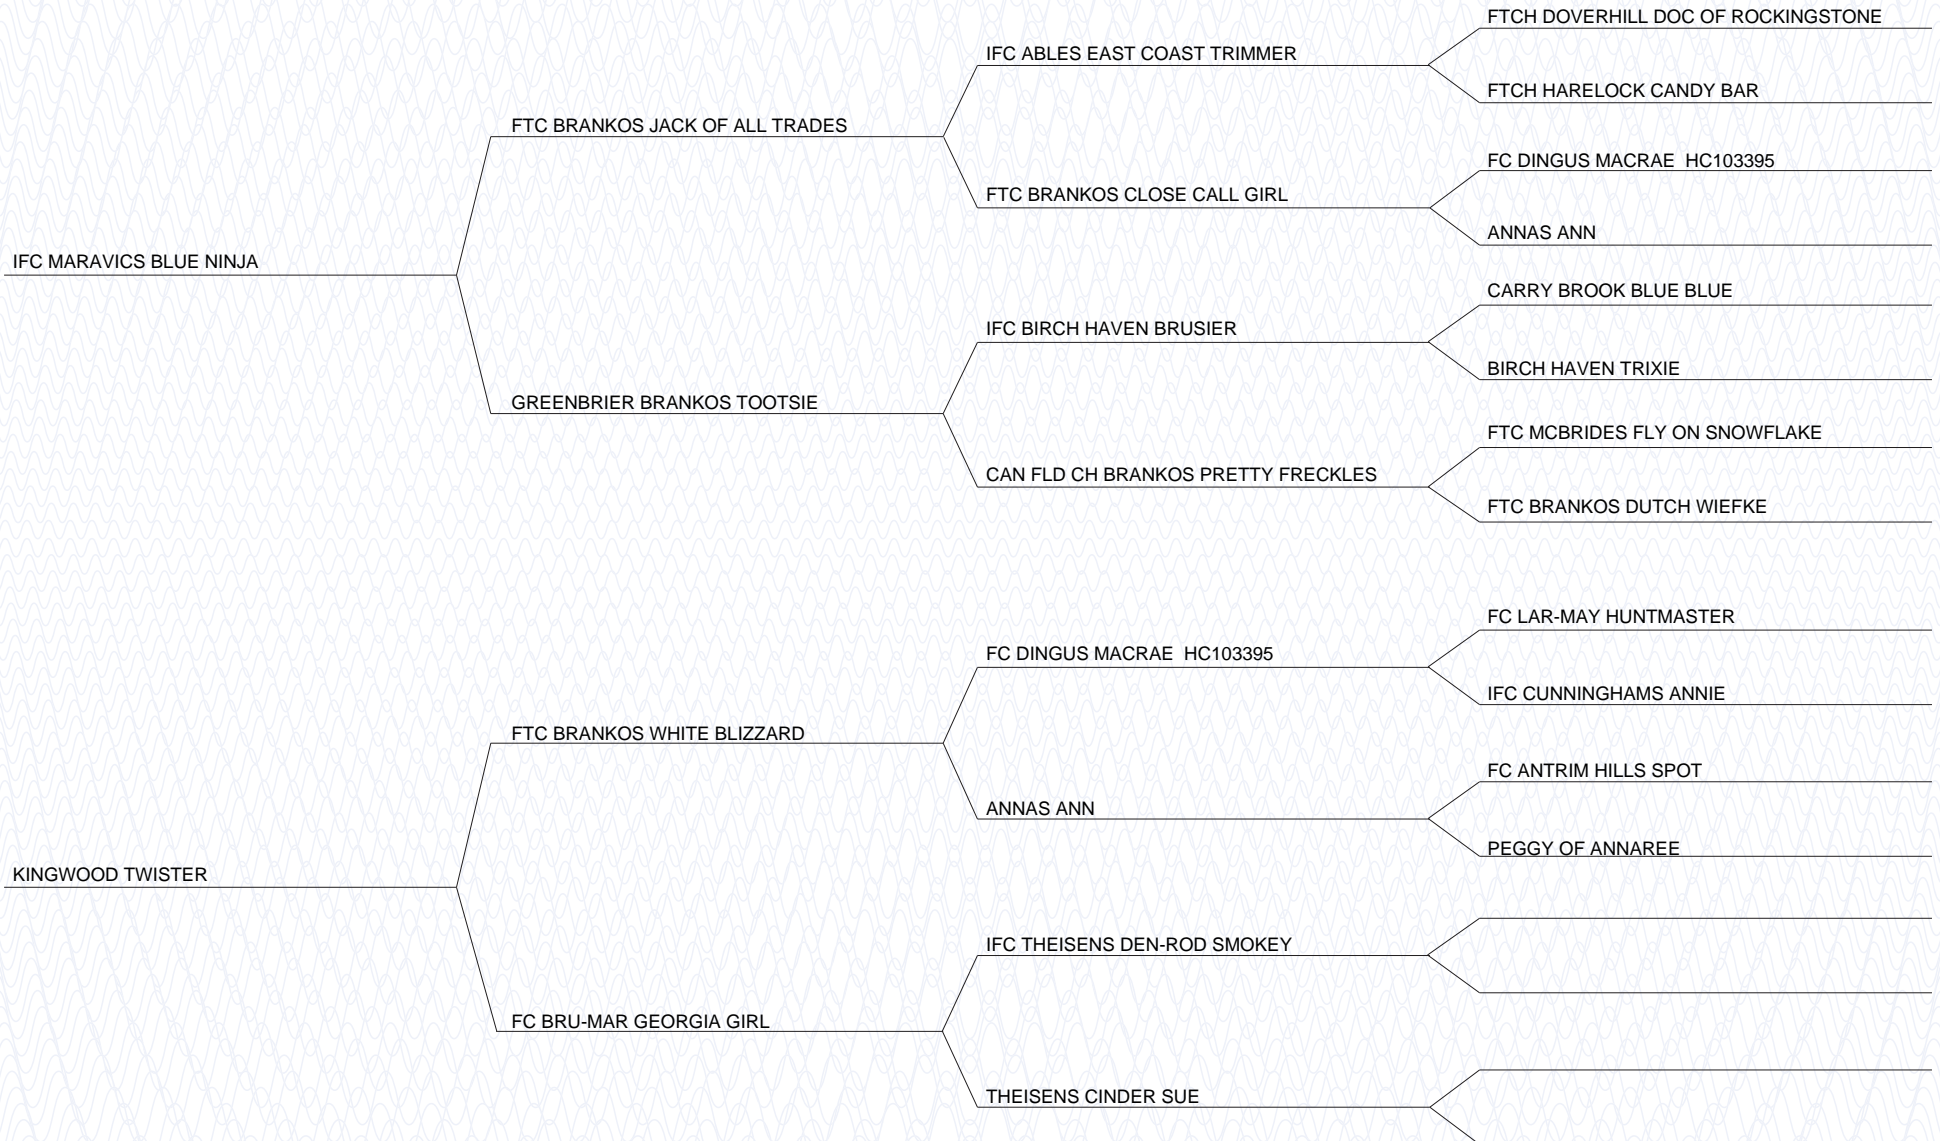 FTCH DOVERHILL DOC OF ROCKINGSTONE
IFC ABLES EAST COAST TRIMMER
FTCH HARELOCK CANDY BAR
FTC BRANKOS JACK OF ALL TRADES
FC DINGUS MACRAE  HC103395
FTC BRANKOS CLOSE CALL GIRL
ANNAS ANN
IFC MARAVICS BLUE NINJA
CARRY BROOK BLUE BLUE
IFC BIRCH HAVEN BRUSIER
BIRCH HAVEN TRIXIE
GREENBRIER BRANKOS TOOTSIE
FTC MCBRIDES FLY ON SNOWFLAKE
CAN FLD CH BRANKOS PRETTY FRECKLES
FTC BRANKOS DUTCH WIEFKE
FC LAR-MAY HUNTMASTER
FC DINGUS MACRAE  HC103395
IFC CUNNINGHAMS ANNIE
FTC BRANKOS WHITE BLIZZARD
FC ANTRIM HILLS SPOT
ANNAS ANN
PEGGY OF ANNAREE
KINGWOOD TWISTER
IFC THEISENS DEN-ROD SMOKEY
FC BRU-MAR GEORGIA GIRL
THEISENS CINDER SUE